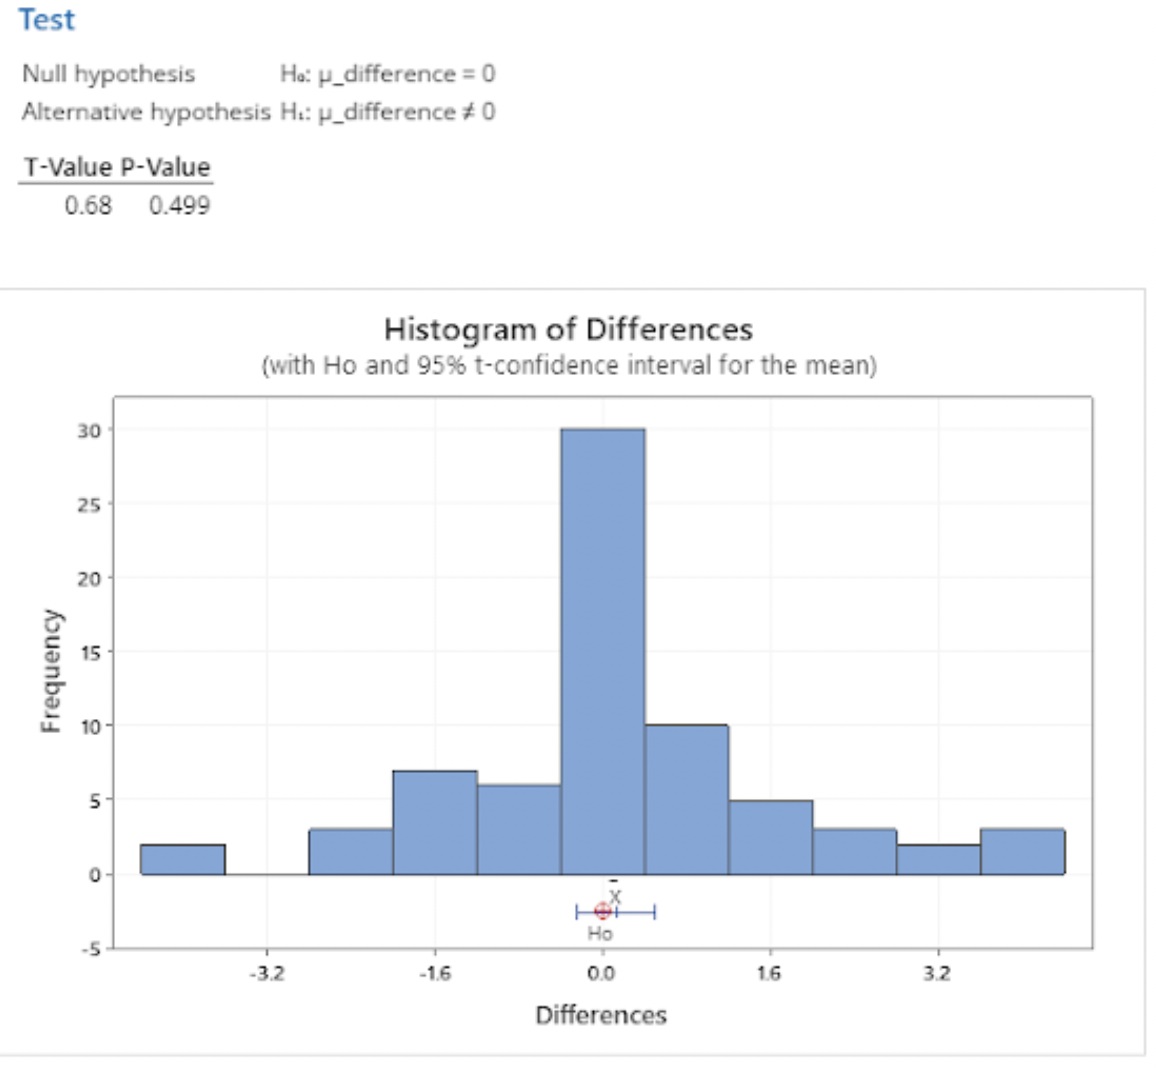 Test
Null hypothesis H₀: μ_difference = 0
Alternative hypothesis H₁: μ_difference ≠ 0
T-Value P-Value
0.68 0.499
Histogram of Differences
(with Ho and 95% t-confidence interval for the mean)
30
25
20
15
10
5
0
-5
Frequency
X̄
Ho
-3.2 -1.6 0.0 1.6 3.2
Differences